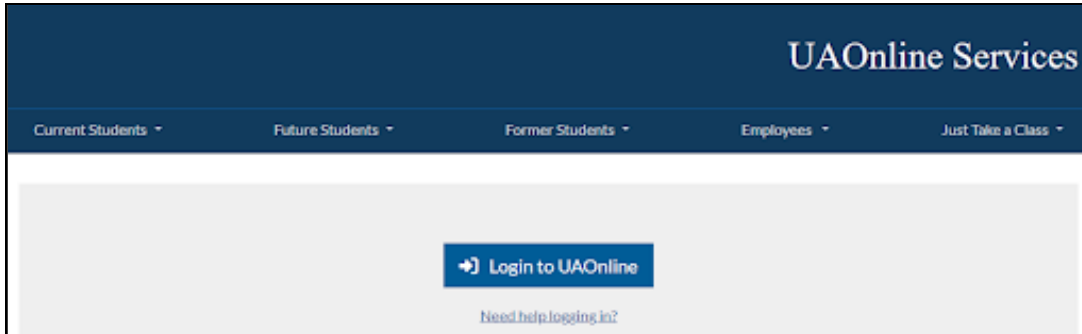 UAOnline Services
Current Students Future Students Former Students Employees Just Take a Class
Login to UAOnline
Need help logging in?